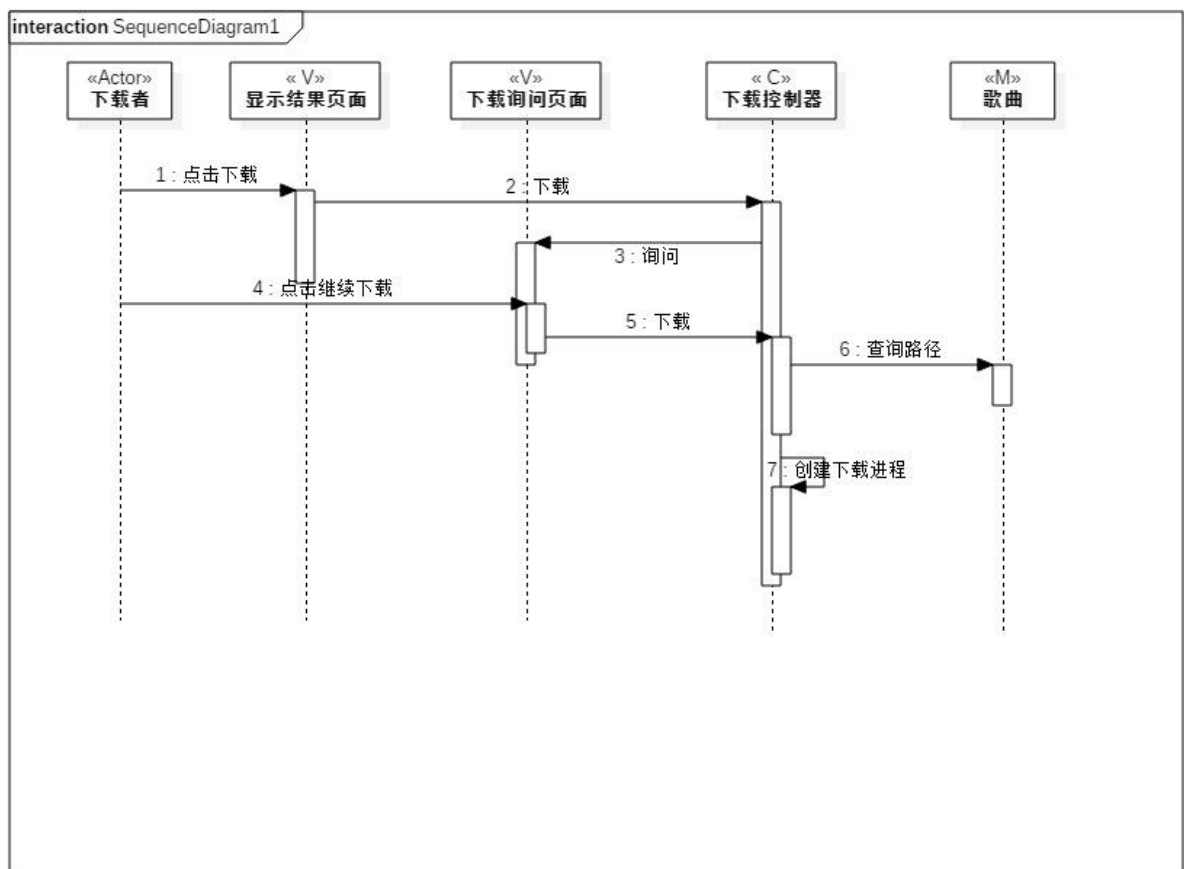 interaction SequenceDiagram1
«Actor»
下载者
« V»
显示结果页面
«V»
下载询问页面
« C»
下载控制器
«M»
歌曲
1 : 点击下载
2 : 下载
3 : 询问
4 : 点击继续下载
5 : 下载
6 : 查询路径
7 : 创建下载进程